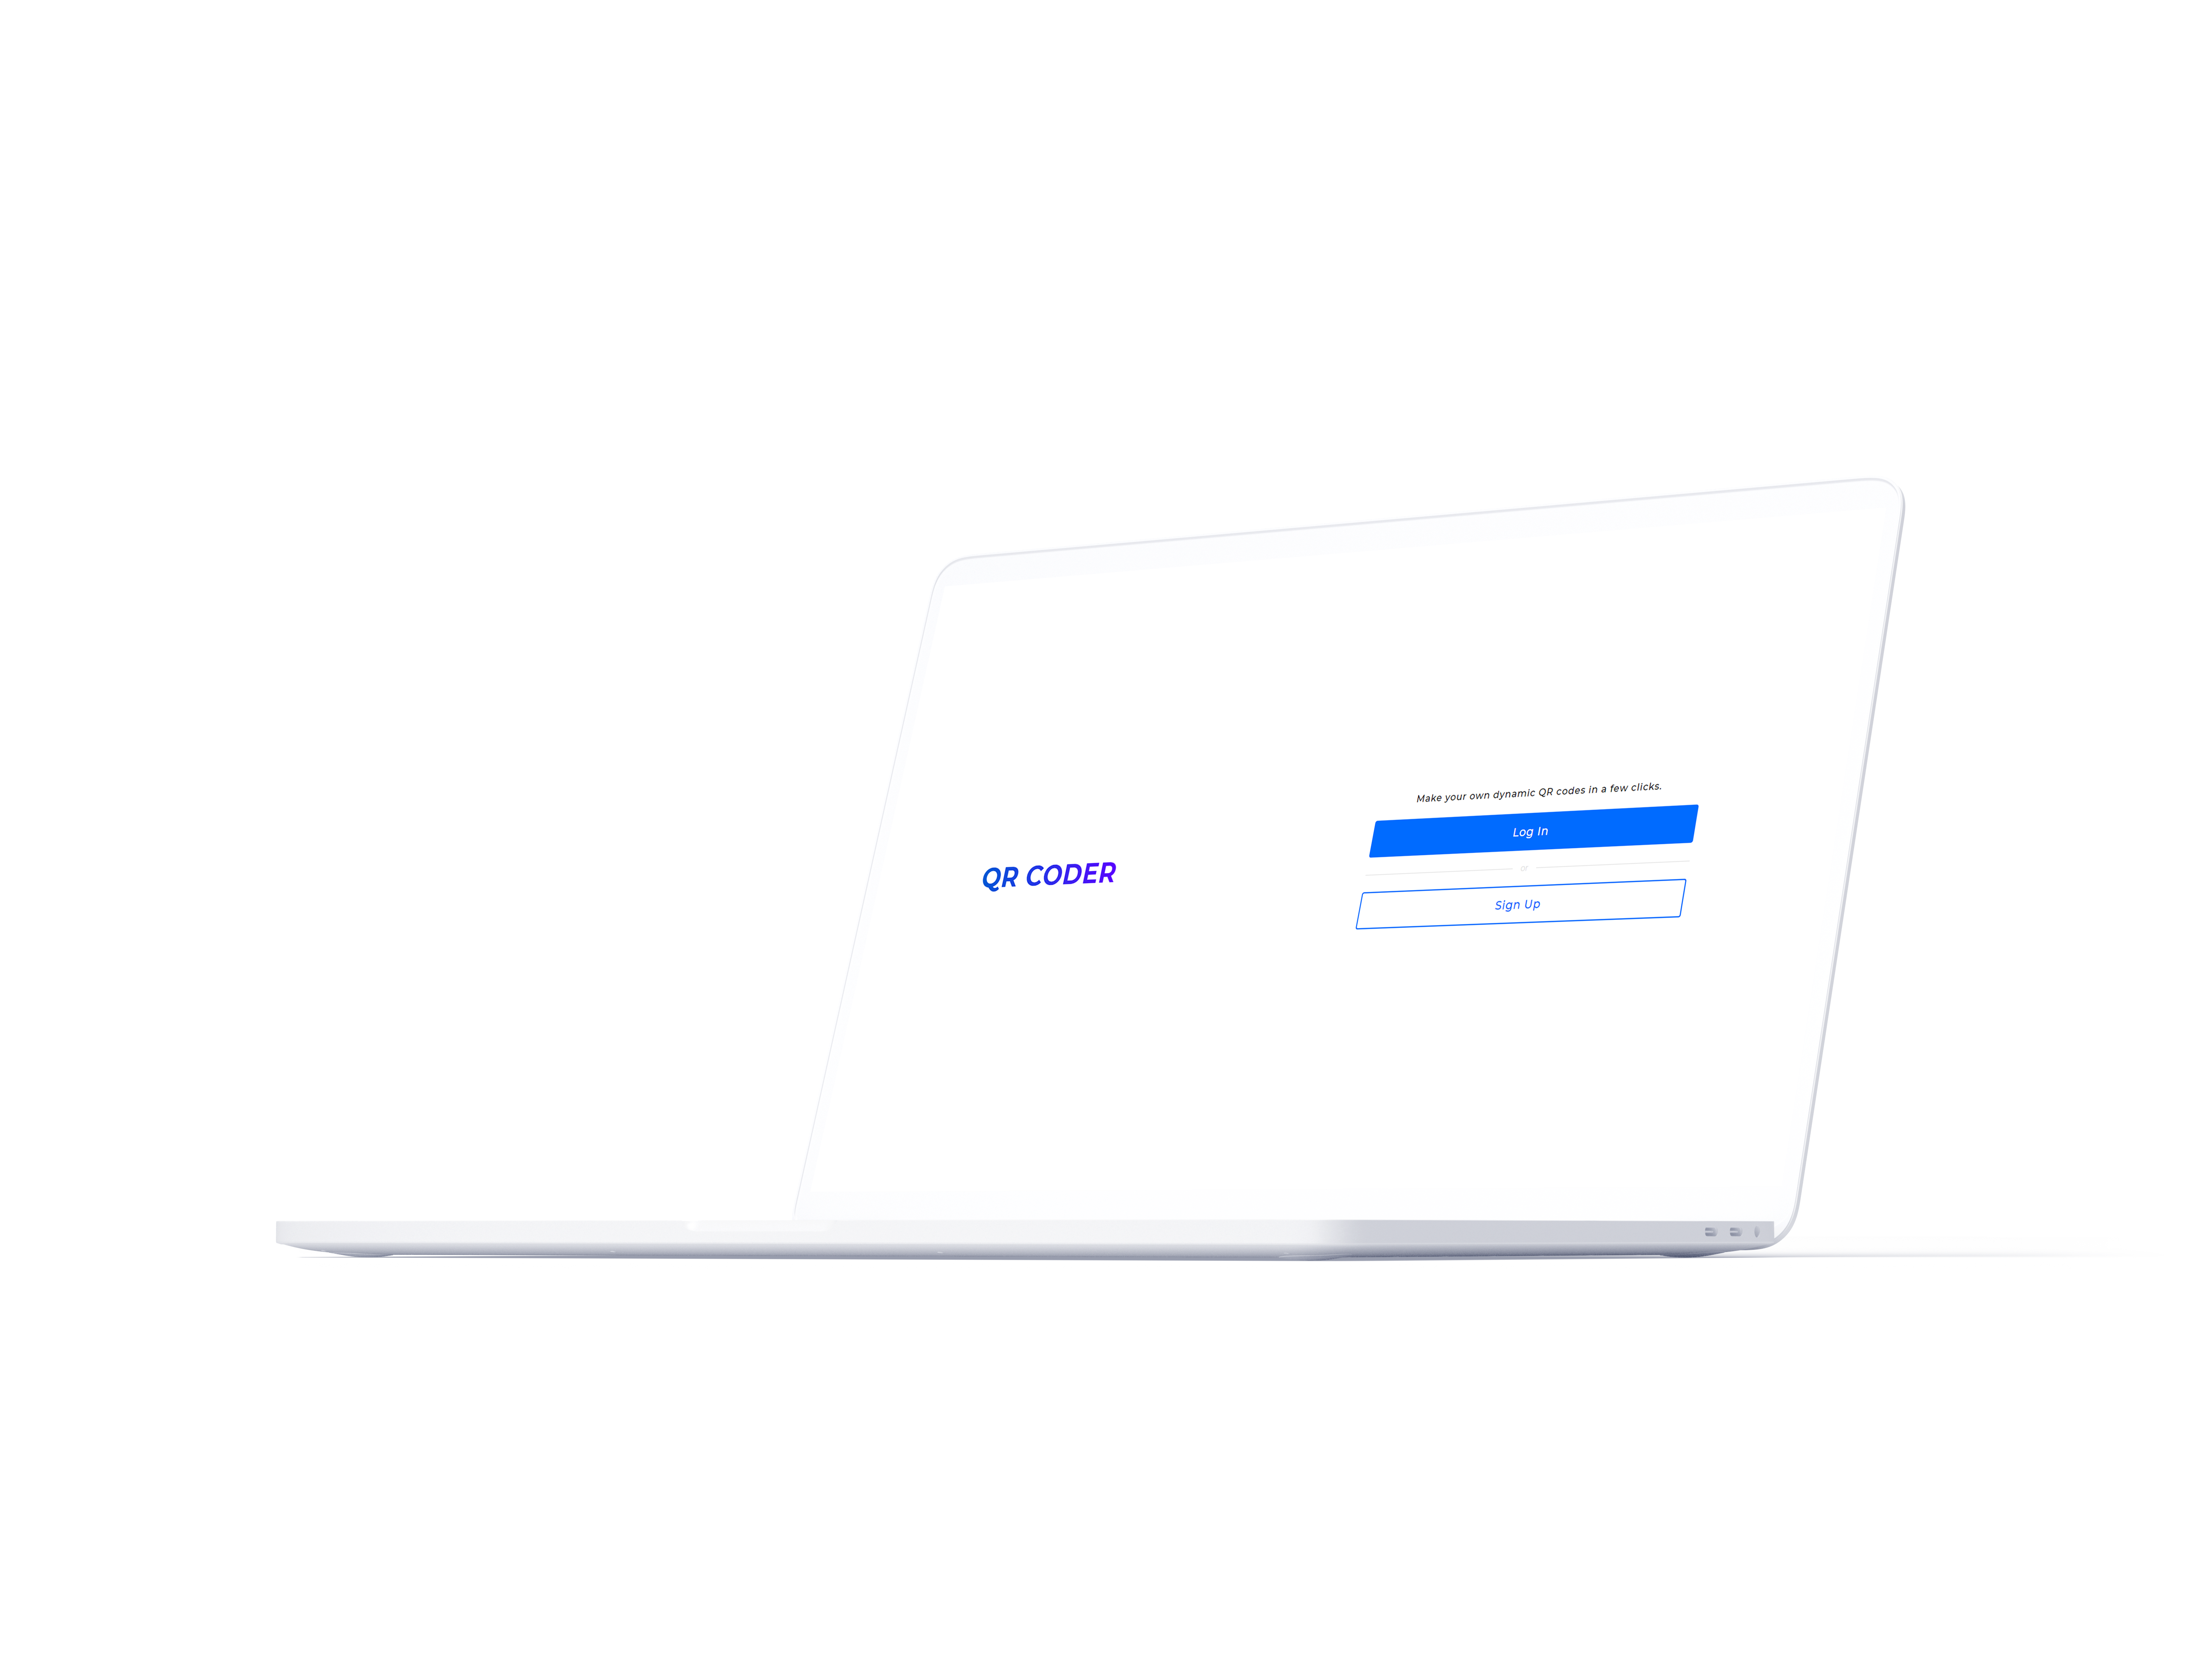 QR CODER
Make your own dynamic QR codes in a few clicks.
Log In
or
Sign Up